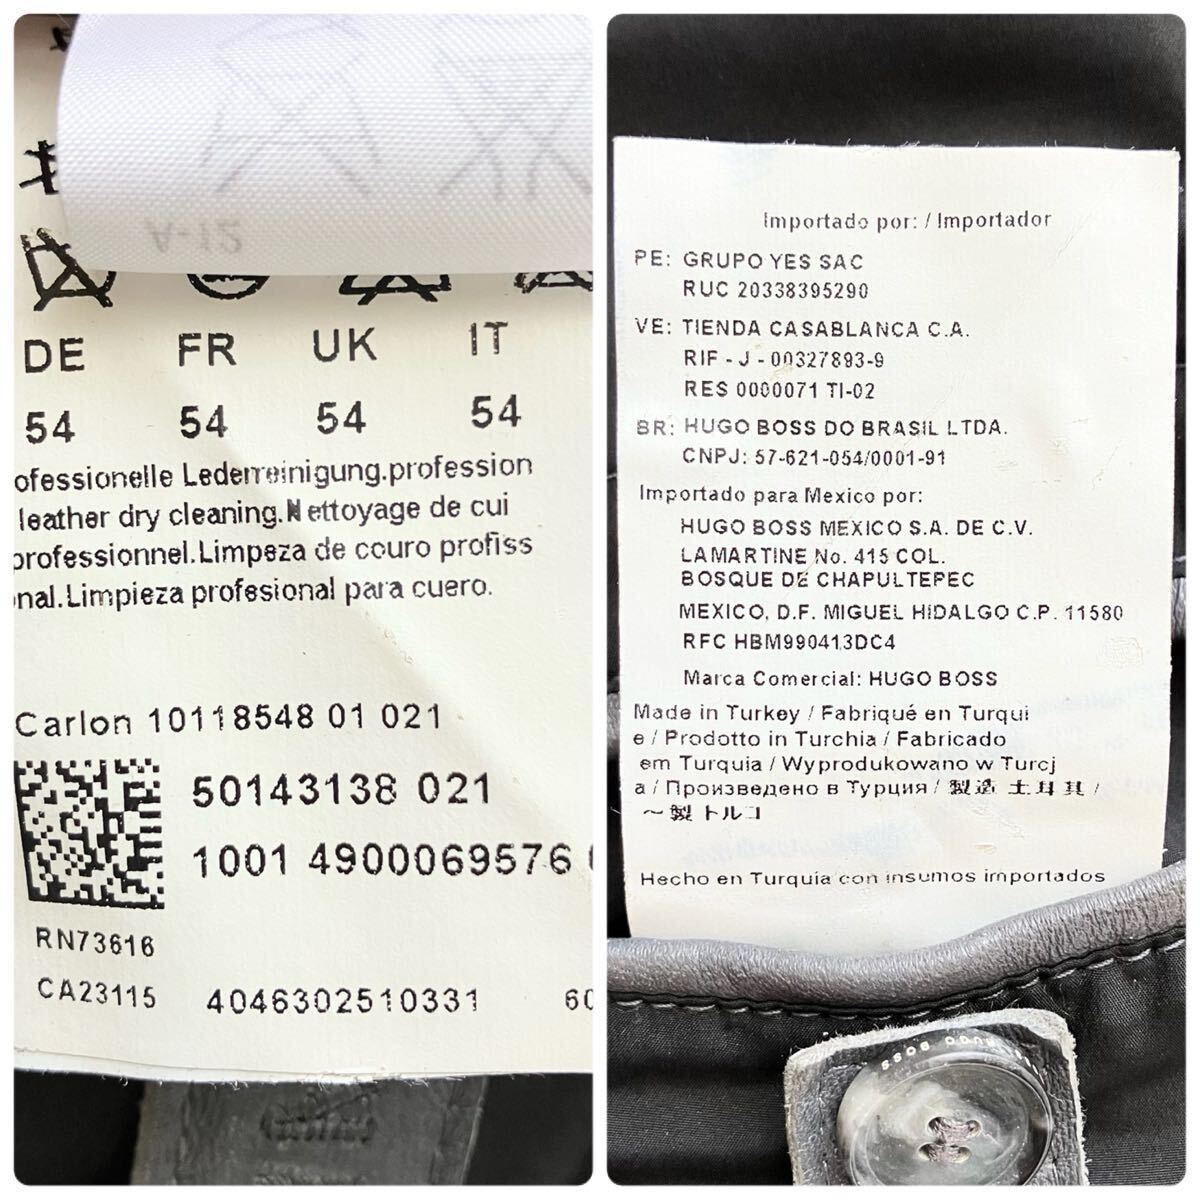 A-12
DE FR UK IT
54 54 54 54
ofessionelle Lederreinigung.profession
leather dry cleaning.Nettoyage de cui
professionnel.Limpeza de couro profiss
nal.Limpieza profesional para cuero.
Carlon 10118548 01 021
50143138 021
1001 4900069576
RN73616
CA23115
4046302510331 60
Importado por: / Importador
PE: GRUPO YES SAC
RUC 20338395290
VE: TIENDA CASABLANCA C.A.
RIF - J - 00327893-9
RES 0000071 TI-02
BR: HUGO BOSS DO BRASIL LTDA.
CNPJ: 57-621-054/0001-91
Importado para Mexico por:
HUGO BOSS MEXICO S.A. DE C.V.
LAMARTINE No. 415 COL.
BOSQUE DE CHAPULTEPEC
MEXICO, D.F. MIGUEL HIDALGO C.P. 11580
RFC HBM990413DC4
Marca Comercial: HUGO BOSS
Made in Turkey / Fabriqué en Turqui
e / Prodotto in Turchia / Fabricado
em Turquia / Wyprodukowano w Turcj
a / Произведено в Турция / 製造 土耳其 /
～製 トルコ
Hecho en Turquía con insumos importados
HUGO BOSS